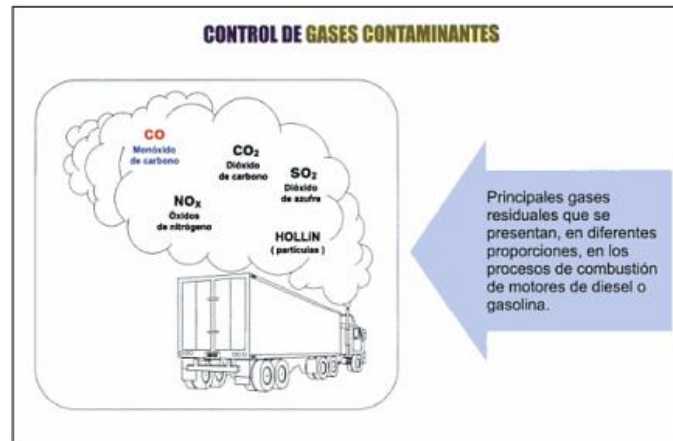 CONTROL DE GASES CONTAMINANTES
CO
Monóxido
de carbono
CO₂
Dióxido
de carbono
SO₂
Dióxido
de azufre
NOx
Óxidos
de nitrógeno
HOLLIN
( partículas )
Principales gases
residuales que se
presentan, en diferentes
proporciones, en los
procesos de combustión
de motores de diesel o
gasolina.